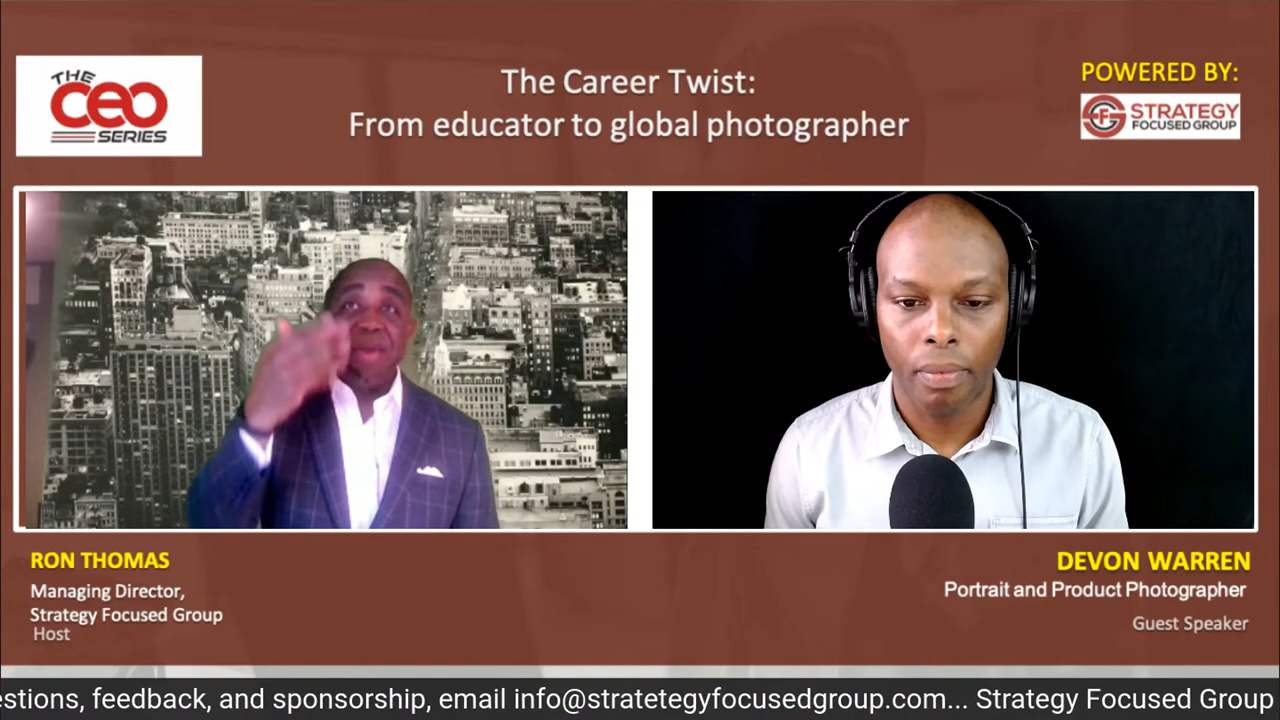 THE
CEO
SERIES
The Career Twist:
From educator to global photographer
POWERED BY:
STRATEGY
FOCUSED GROUP
RON THOMAS
Managing Director,
Strategy Focused Group
Host
DEVON WARREN
Portrait and Product Photographer
Guest Speaker
estions, feedback, and sponsorship, email info@stratetegyfocusedgroup.com... Strategy Focused Group